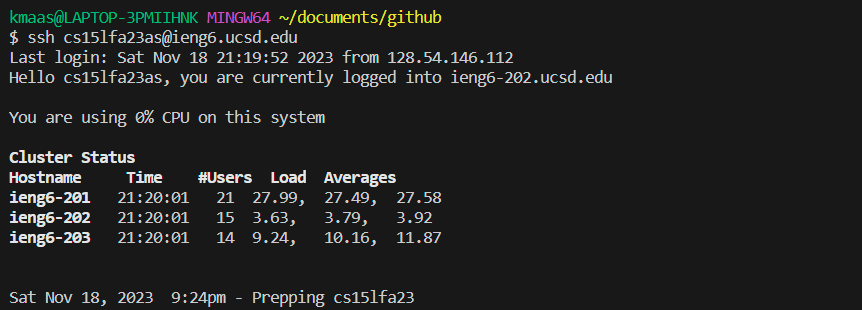 kmaas@LAPTOP-3PMIIHNK MINGW64 ~/documents/github
$ ssh cs15lfa23as@ieng6.ucsd.edu
Last login: Sat Nov 18 21:19:52 2023 from 128.54.146.112
Hello cs15lfa23as, you are currently logged into ieng6-202.ucsd.edu

You are using 0% CPU on this system

Cluster Status
Hostname     Time    #Users  Load  Averages
ieng6-201   21:20:01   21  27.99,  27.49,  27.58
ieng6-202   21:20:01   15  3.63,   3.79,   3.92
ieng6-203   21:20:01   14  9.24,   10.16,  11.87

Sat Nov 18, 2023  9:24pm - Prepping cs15lfa23